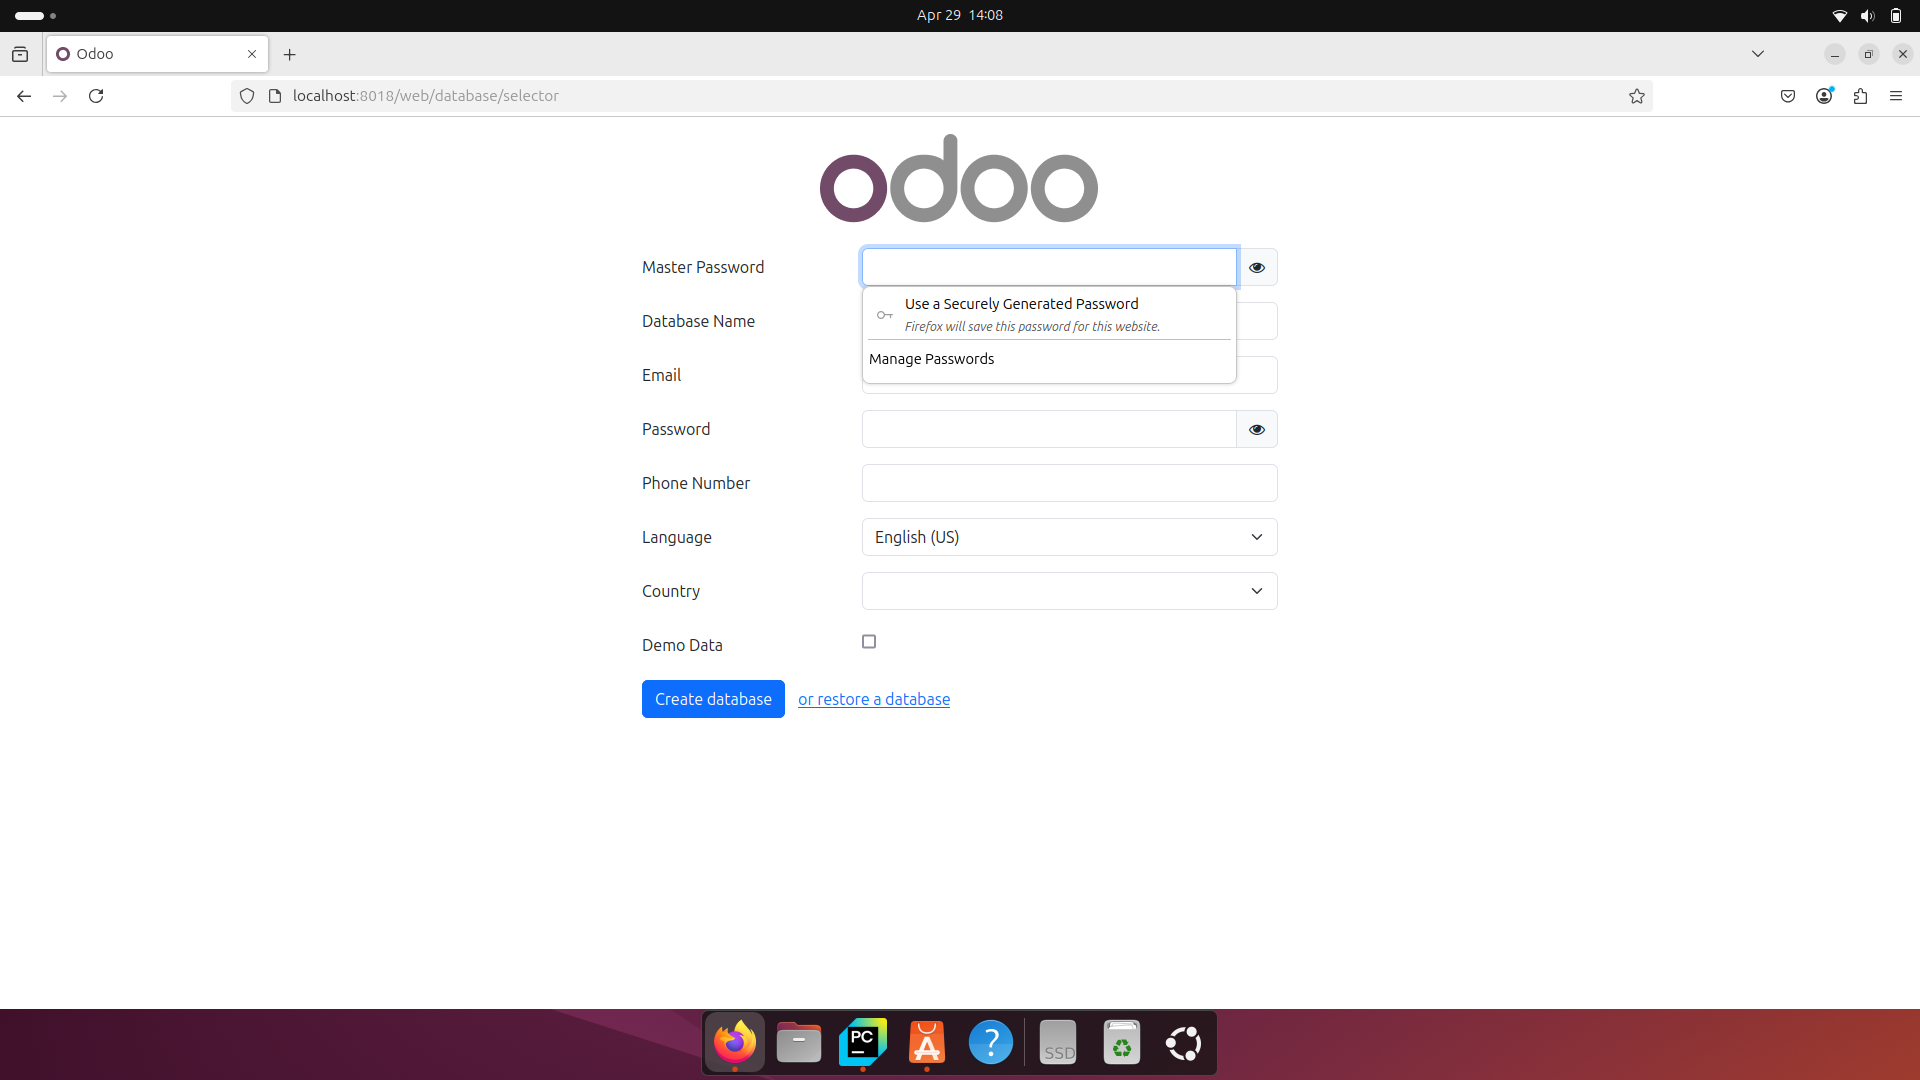 Apr 29 14:08
Odoo
localhost:8018/web/database/selector
odoo
Master Password
Use a Securely Generated Password
Firefox will save this password for this website.
Manage Passwords
Database Name
Email
Password
Phone Number
Language
English (US)
Country
Demo Data
Create database
or restore a database
PC
?
SSD